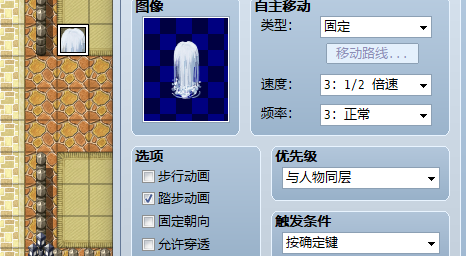 图像
自主移动
类型: 固定
移动路线...
速度: 3: 1/2 倍速
频率: 3: 正常
选项
步行动画
踏步动画
固定朝向
允许穿透
优先级
与人物同层
触发条件
按确定键